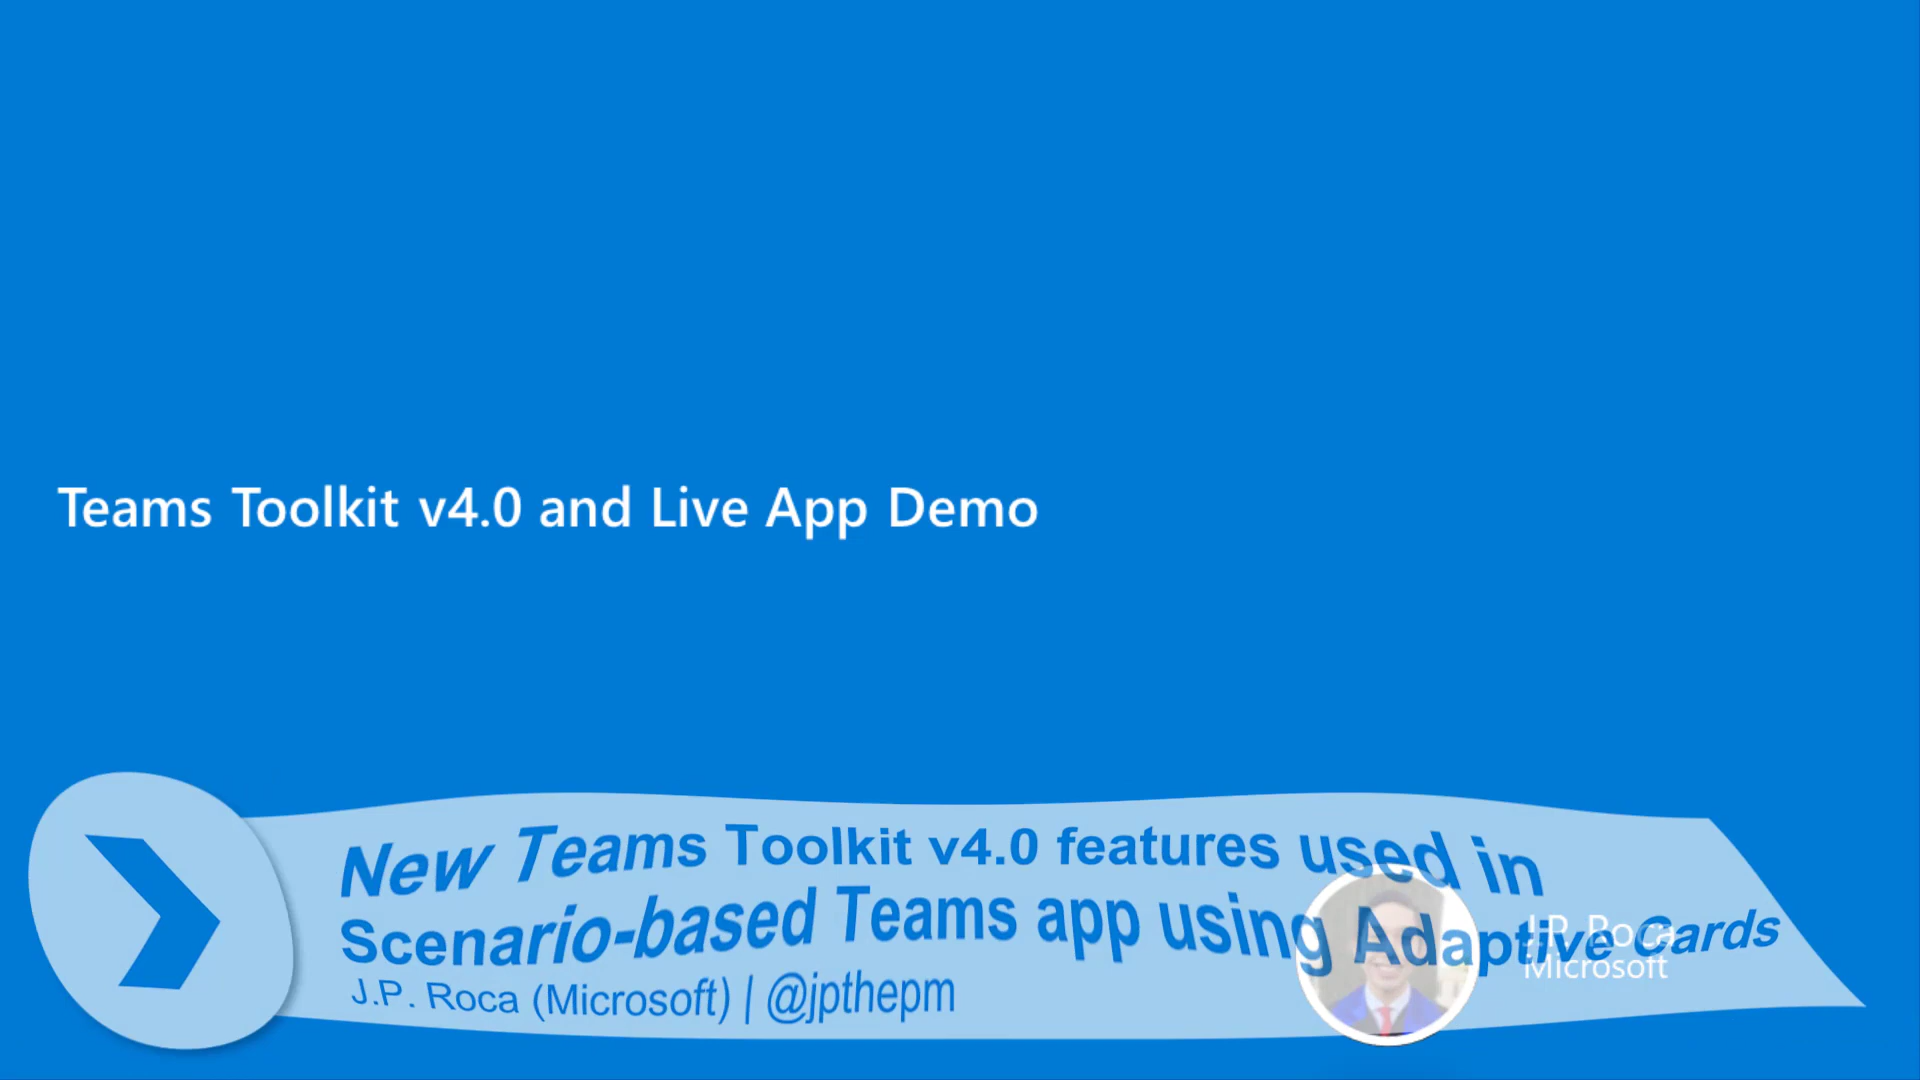 Teams Toolkit v4.0 and Live App Demo
New Teams Toolkit v4.0 features used in
Scenario-based Teams app using Adaptive Cards
J.P. Roca (Microsoft) | @jpthepm
J.P. Roca
Microsoft